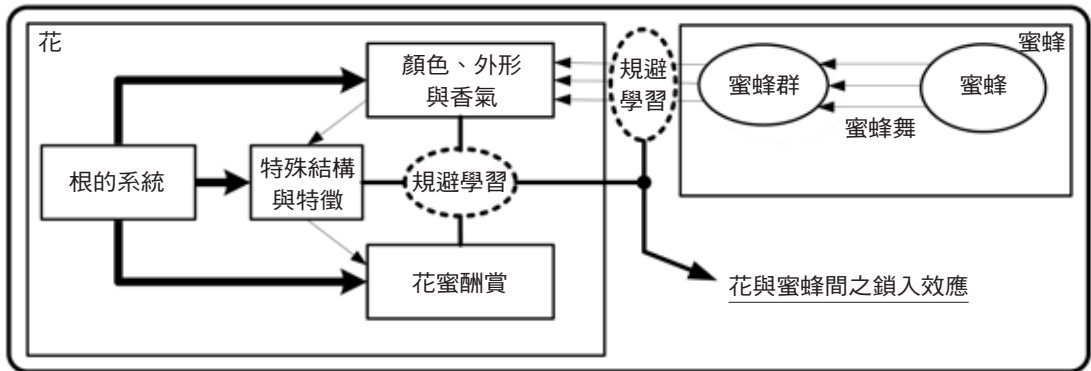 花
蜜蜂
顏色、外形
與香氣
規避
學習
蜜蜂群
蜜蜂
蜜蜂舞
根的系統
特殊結構
與特徵
規避學習
花蜜酬賞
花與蜜蜂間之鎖入效應